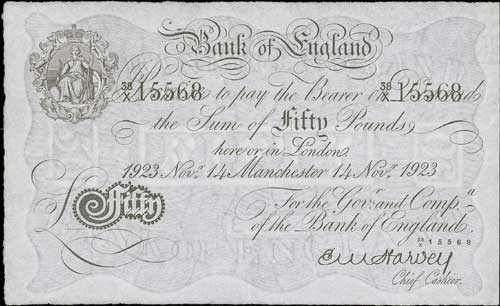 Bank of England
38/X 15568 38/X 15568
to pay the Bearer on
the Sum of Fifty Pounds
here or in London
1923 Nov.r 14 Manchester 14 Nov.r 1923
For the Gov.r and Comp.a
of the Bank of England.
38/X 15568
£ Fifty
E M Harvey
Chief Cashier.